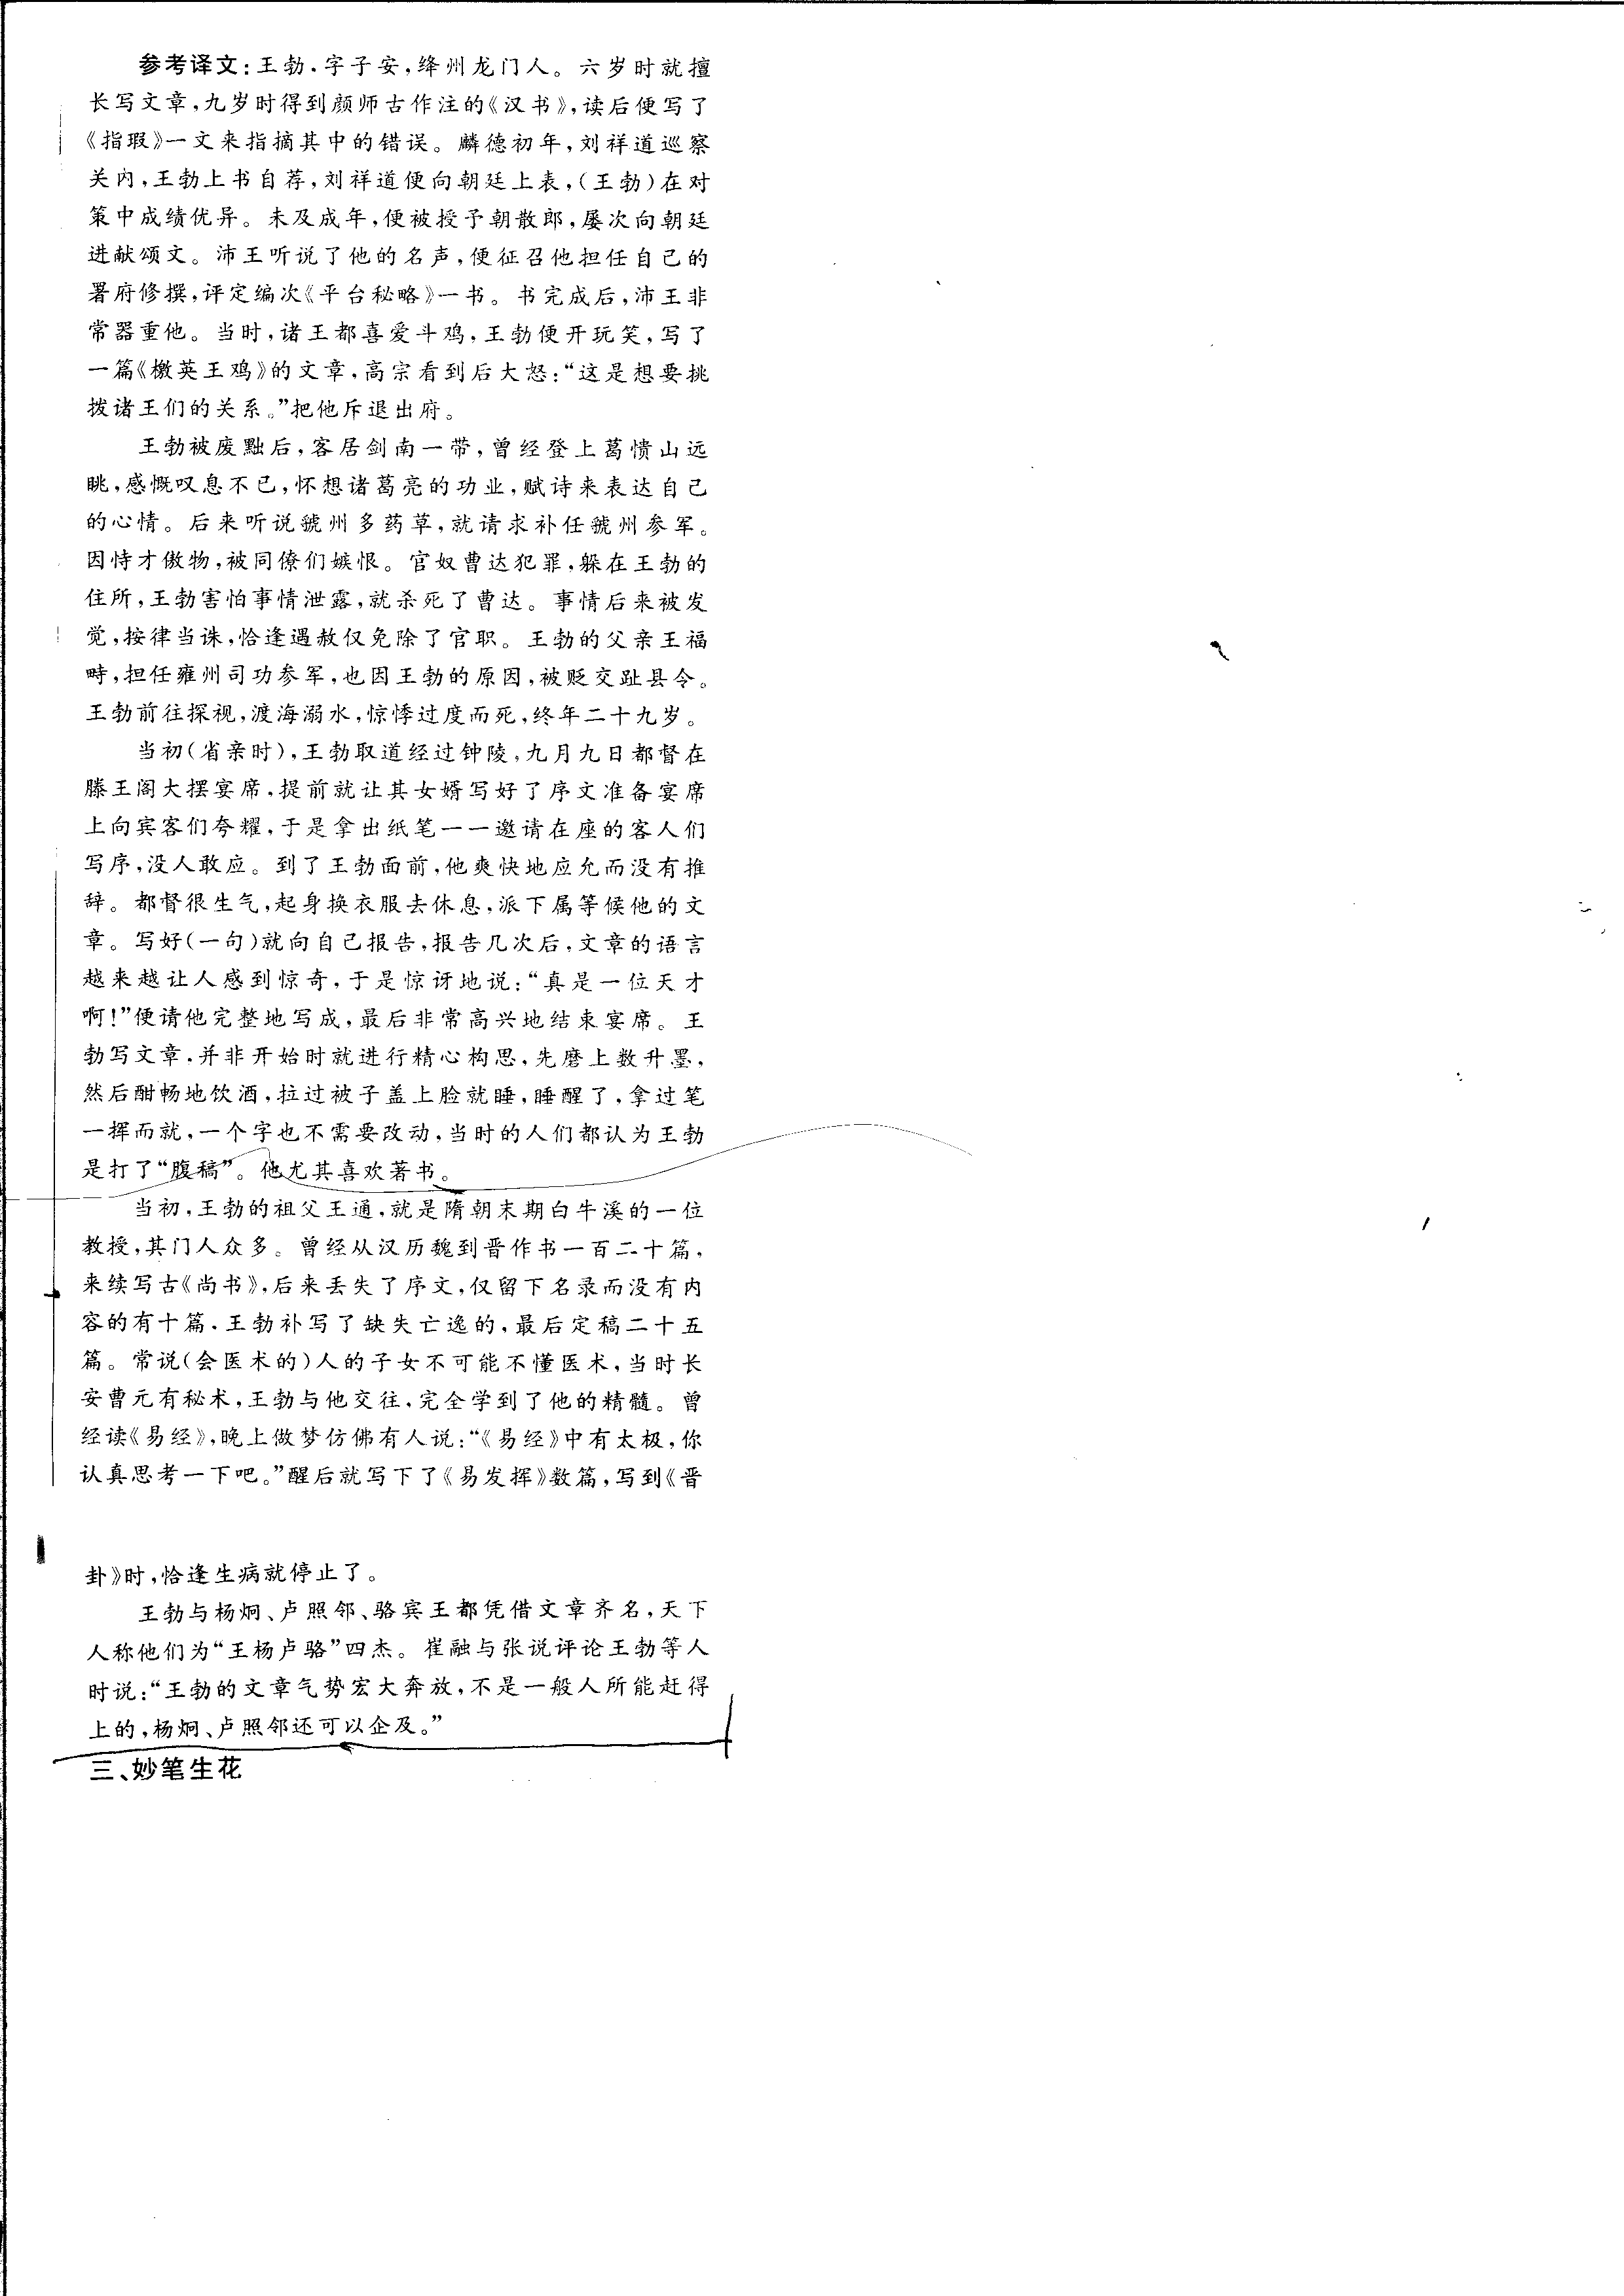 参考译文:王勃,字子安,绛州龙门人。六岁时就擅
长写文章,九岁时得到颜师古作注的《汉书》,读后便写了
《指瑕》一文来指摘其中的错误。麟德初年,刘祥道巡察
关内,王勃上书自荐,刘祥道便向朝廷上表,(王勃)在对
策中成绩优异。未及成年,便被授予朝散郎,屡次向朝廷
进献颂文。沛王听说了他的名声,便征召他担任自己的
署府修撰,评定编次《平台秘略》一书。书完成后,沛王非
常器重他。当时,诸王都喜爱斗鸡,王勃便开玩笑,写了
一篇《檄英王鸡》的文章,高宗看到后大怒:“这是想要挑
拨诸王们的关系。”把他斥退出府。
王勃被废黜后,客居剑南一带,曾经登上葛愦山远
眺,感慨叹息不已,怀想诸葛亮的功业,赋诗来表达自己
的心情。后来听说虢州多药草,就请求补任虢州参军。
因恃才傲物,被同僚们嫉恨。官奴曹达犯罪,躲在王勃的
住所,王勃害怕事情泄露,就杀死了曹达。事情后来被发
觉,按律当诛,恰逢遇赦仅免除了官职。王勃的父亲王福
畤,担任雍州司功参军,也因王勃的原因,被贬交趾县令。
王勃前往探视,渡海溺水,惊悸过度而死,终年二十九岁。
当初(省亲时),王勃取道经过钟陵,九月九日都督在
滕王阁大摆宴席,提前就让其女婿写好了序文准备宴席
上向宾客们夸耀,于是拿出纸笔一一邀请在座的客人们
写序,没人敢应。到了王勃面前,他爽快地应允而没有推
辞。都督很生气,起身换衣服去休息,派下属等候他的文
章。写好(一句)就向自己报告,报告几次后,文章的语言
越来越让人感到惊奇,于是惊讶地说:“真是一位天才
啊!”便请他完整地写成,最后非常高兴地结束宴席。王
勃写文章,并非开始时就进行精心构思,先磨上数升墨,
然后酣畅地饮酒,拉过被子盖上脸就睡,睡醒了,拿过笔
一挥而就,一个字也不需要改动,当时的人们都认为王勃
是打了“腹稿”。他尤其喜欢著书。
当初,王勃的祖父王通,就是隋朝末期白牛溪的一位
教授,其门人众多。曾经从汉历魏到晋作书一百二十篇,
来续写古《尚书》,后来丢失了序文,仅留下名录而没有内
容的有十篇,王勃补写了缺失亡逸的,最后定稿二十五
篇。常说(会医术的)人的子女不可能不懂医术,当时长
安曹元有秘术,王勃与他交往,完全学到了他的精髓。曾
经读《易经》,晚上做梦仿佛有人说:“《易经》中有太极,你
认真思考一下吧。”醒后就写下了《易发挥》数篇,写到《晋
卦》时,恰逢生病就停止了。
王勃与杨炯、卢照邻、骆宾王都凭借文章齐名,天下
人称他们为“王杨卢骆”四杰。崔融与张说评论王勃等人
时说:“王勃的文章气势宏大奔放,不是一般人所能赶得
上的,杨炯、卢照邻还可以企及。”
三、妙笔生花